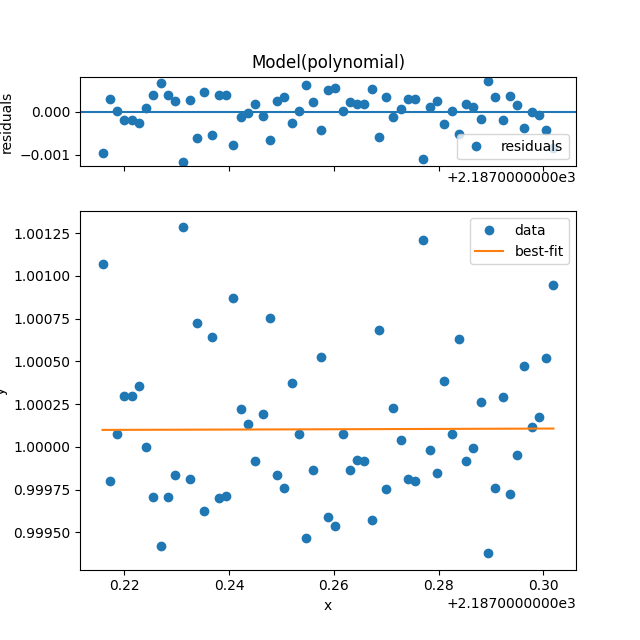 Model(polynomial)
residuals
0.000
−0.001
residuals
+2.1870000000e3
1.00125
1.00100
1.00075
1.00050
1.00025
1.00000
0.99975
0.99950
data
best-fit
0.22
0.24
0.26
0.28
0.30
x
+2.1870000000e3